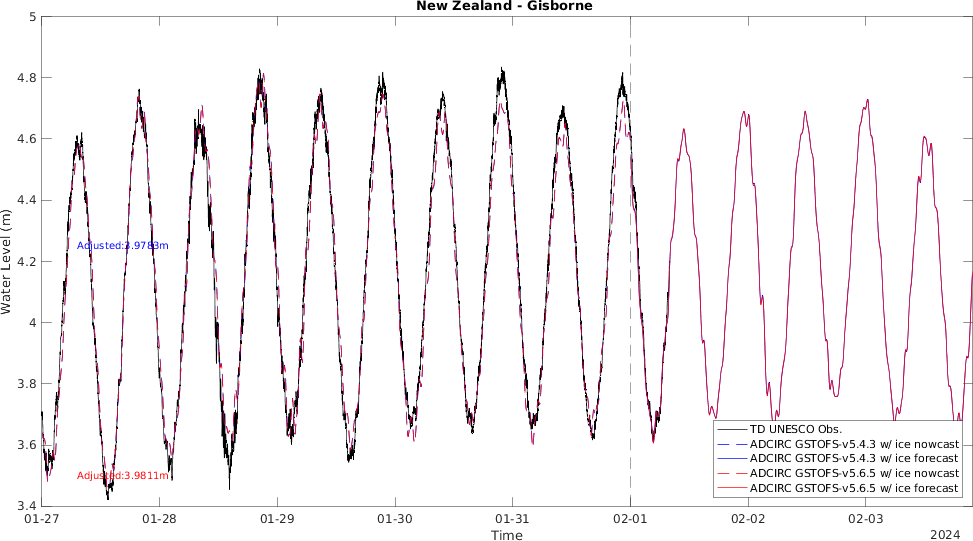 New Zealand - Gisborne
5
4.8
4.6
4.4
4.2
4
3.8
3.6
3.4
Water Level (m)
Adjusted:3.9783m
Adjusted:3.9811m
TD UNESCO Obs.
ADCIRC GSTOFS-v5.4.3 w/ ice nowcast
ADCIRC GSTOFS-v5.4.3 w/ ice forecast
ADCIRC GSTOFS-v5.6.5 w/ ice nowcast
ADCIRC GSTOFS-v5.6.5 w/ ice forecast
01-27
01-28
01-29
01-30
01-31
02-01
02-02
02-03
Time
2024